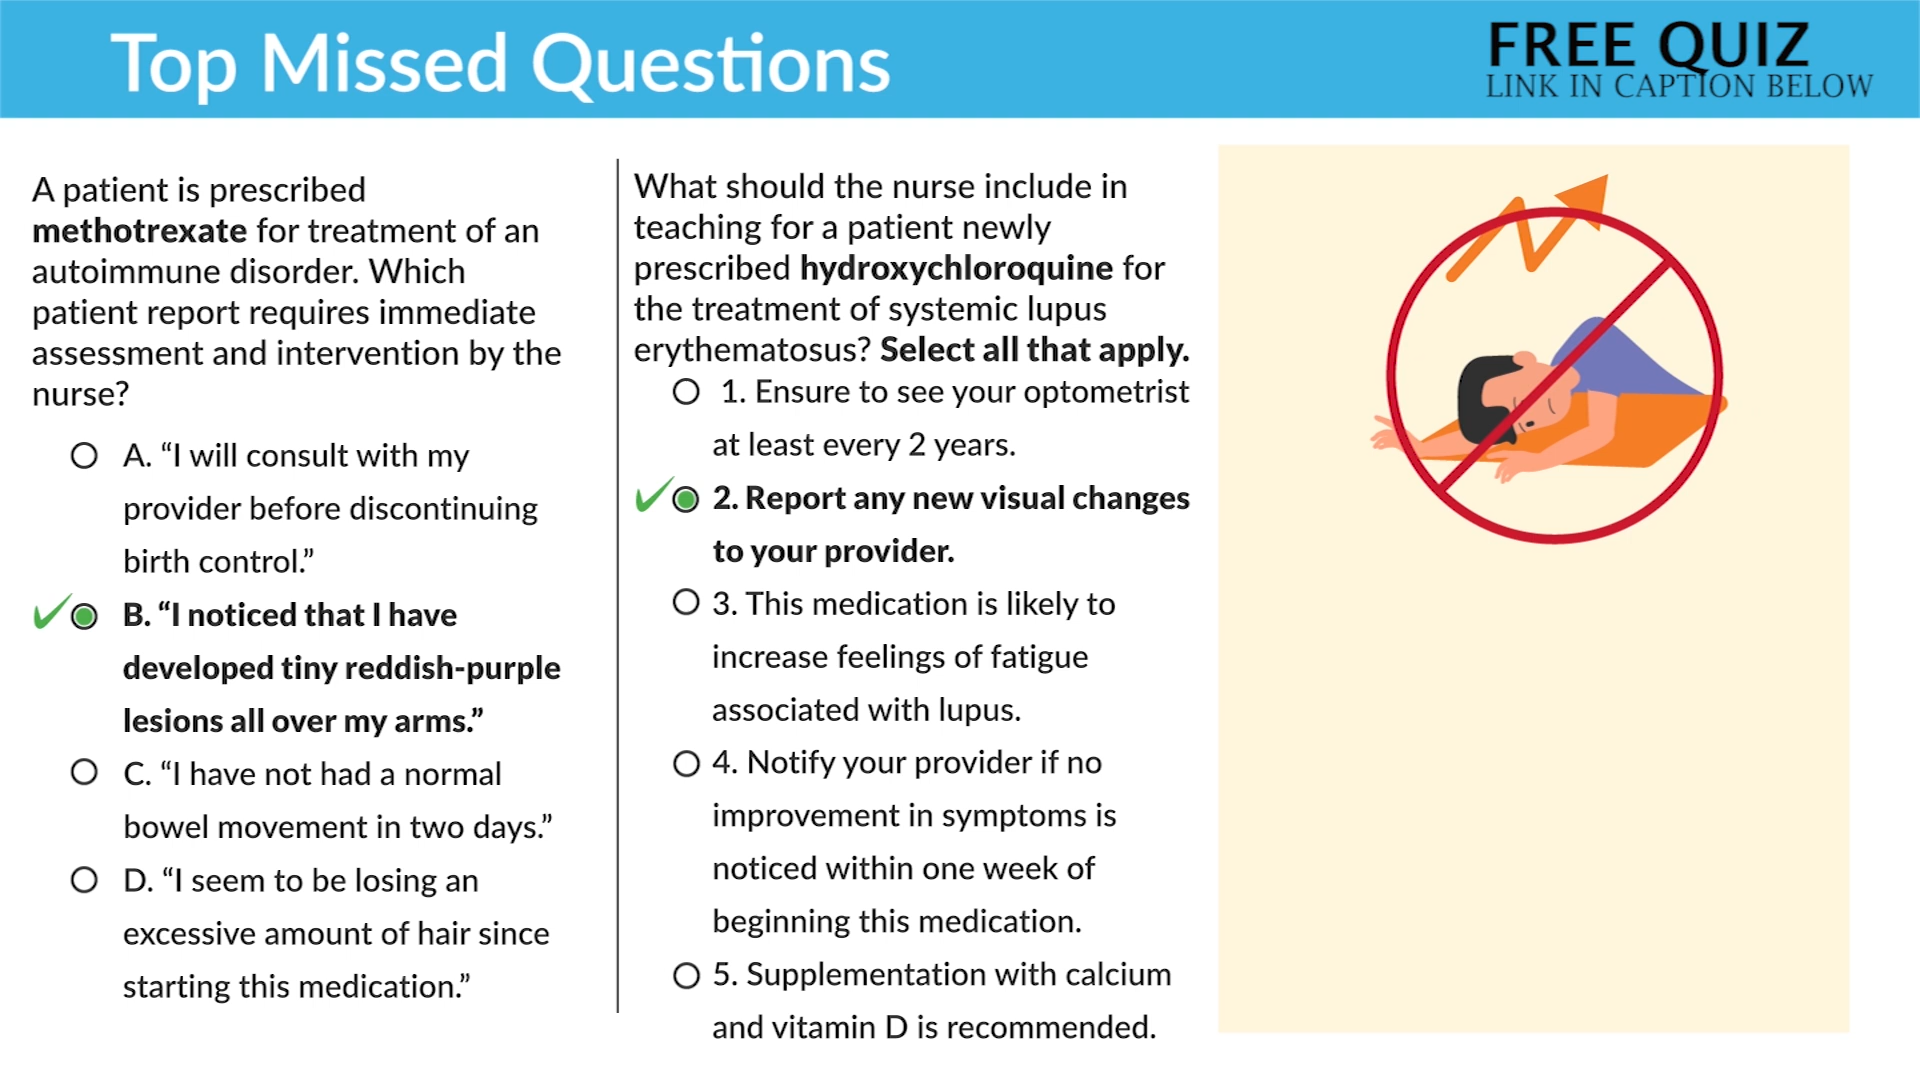 Top Missed Questions
FREE QUIZ
LINK IN CAPTION BELOW
A patient is prescribed
methotrexate for treatment of an
autoimmune disorder. Which
patient report requires immediate
assessment and intervention by the
nurse?
A. “I will consult with my
provider before discontinuing
birth control.”
B. “I noticed that I have
developed tiny reddish-purple
lesions all over my arms.”
C. “I have not had a normal
bowel movement in two days.”
D. “I seem to be losing an
excessive amount of hair since
starting this medication.”
What should the nurse include in
teaching for a patient newly
prescribed hydroxychloroquine for
the treatment of systemic lupus
erythematosus? Select all that apply.
1. Ensure to see your optometrist
at least every 2 years.
2. Report any new visual changes
to your provider.
3. This medication is likely to
increase feelings of fatigue
associated with lupus.
4. Notify your provider if no
improvement in symptoms is
noticed within one week of
beginning this medication.
5. Supplementation with calcium
and vitamin D is recommended.